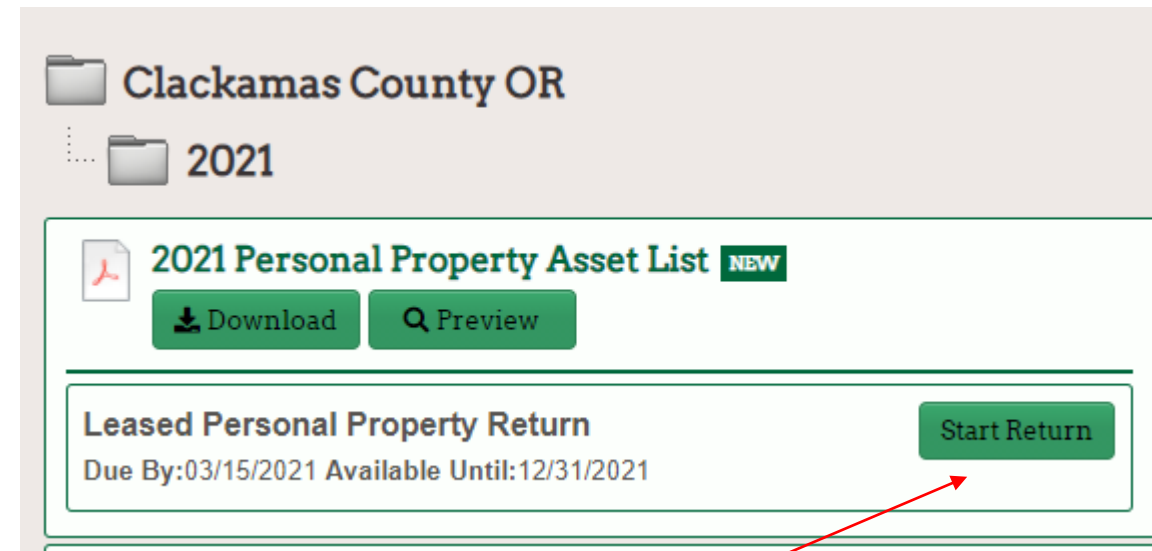 Clackamas County OR
2021
2021 Personal Property Asset List NEW
Download Preview
Leased Personal Property Return
Start Return
Due By:03/15/2021 Available Until:12/31/2021